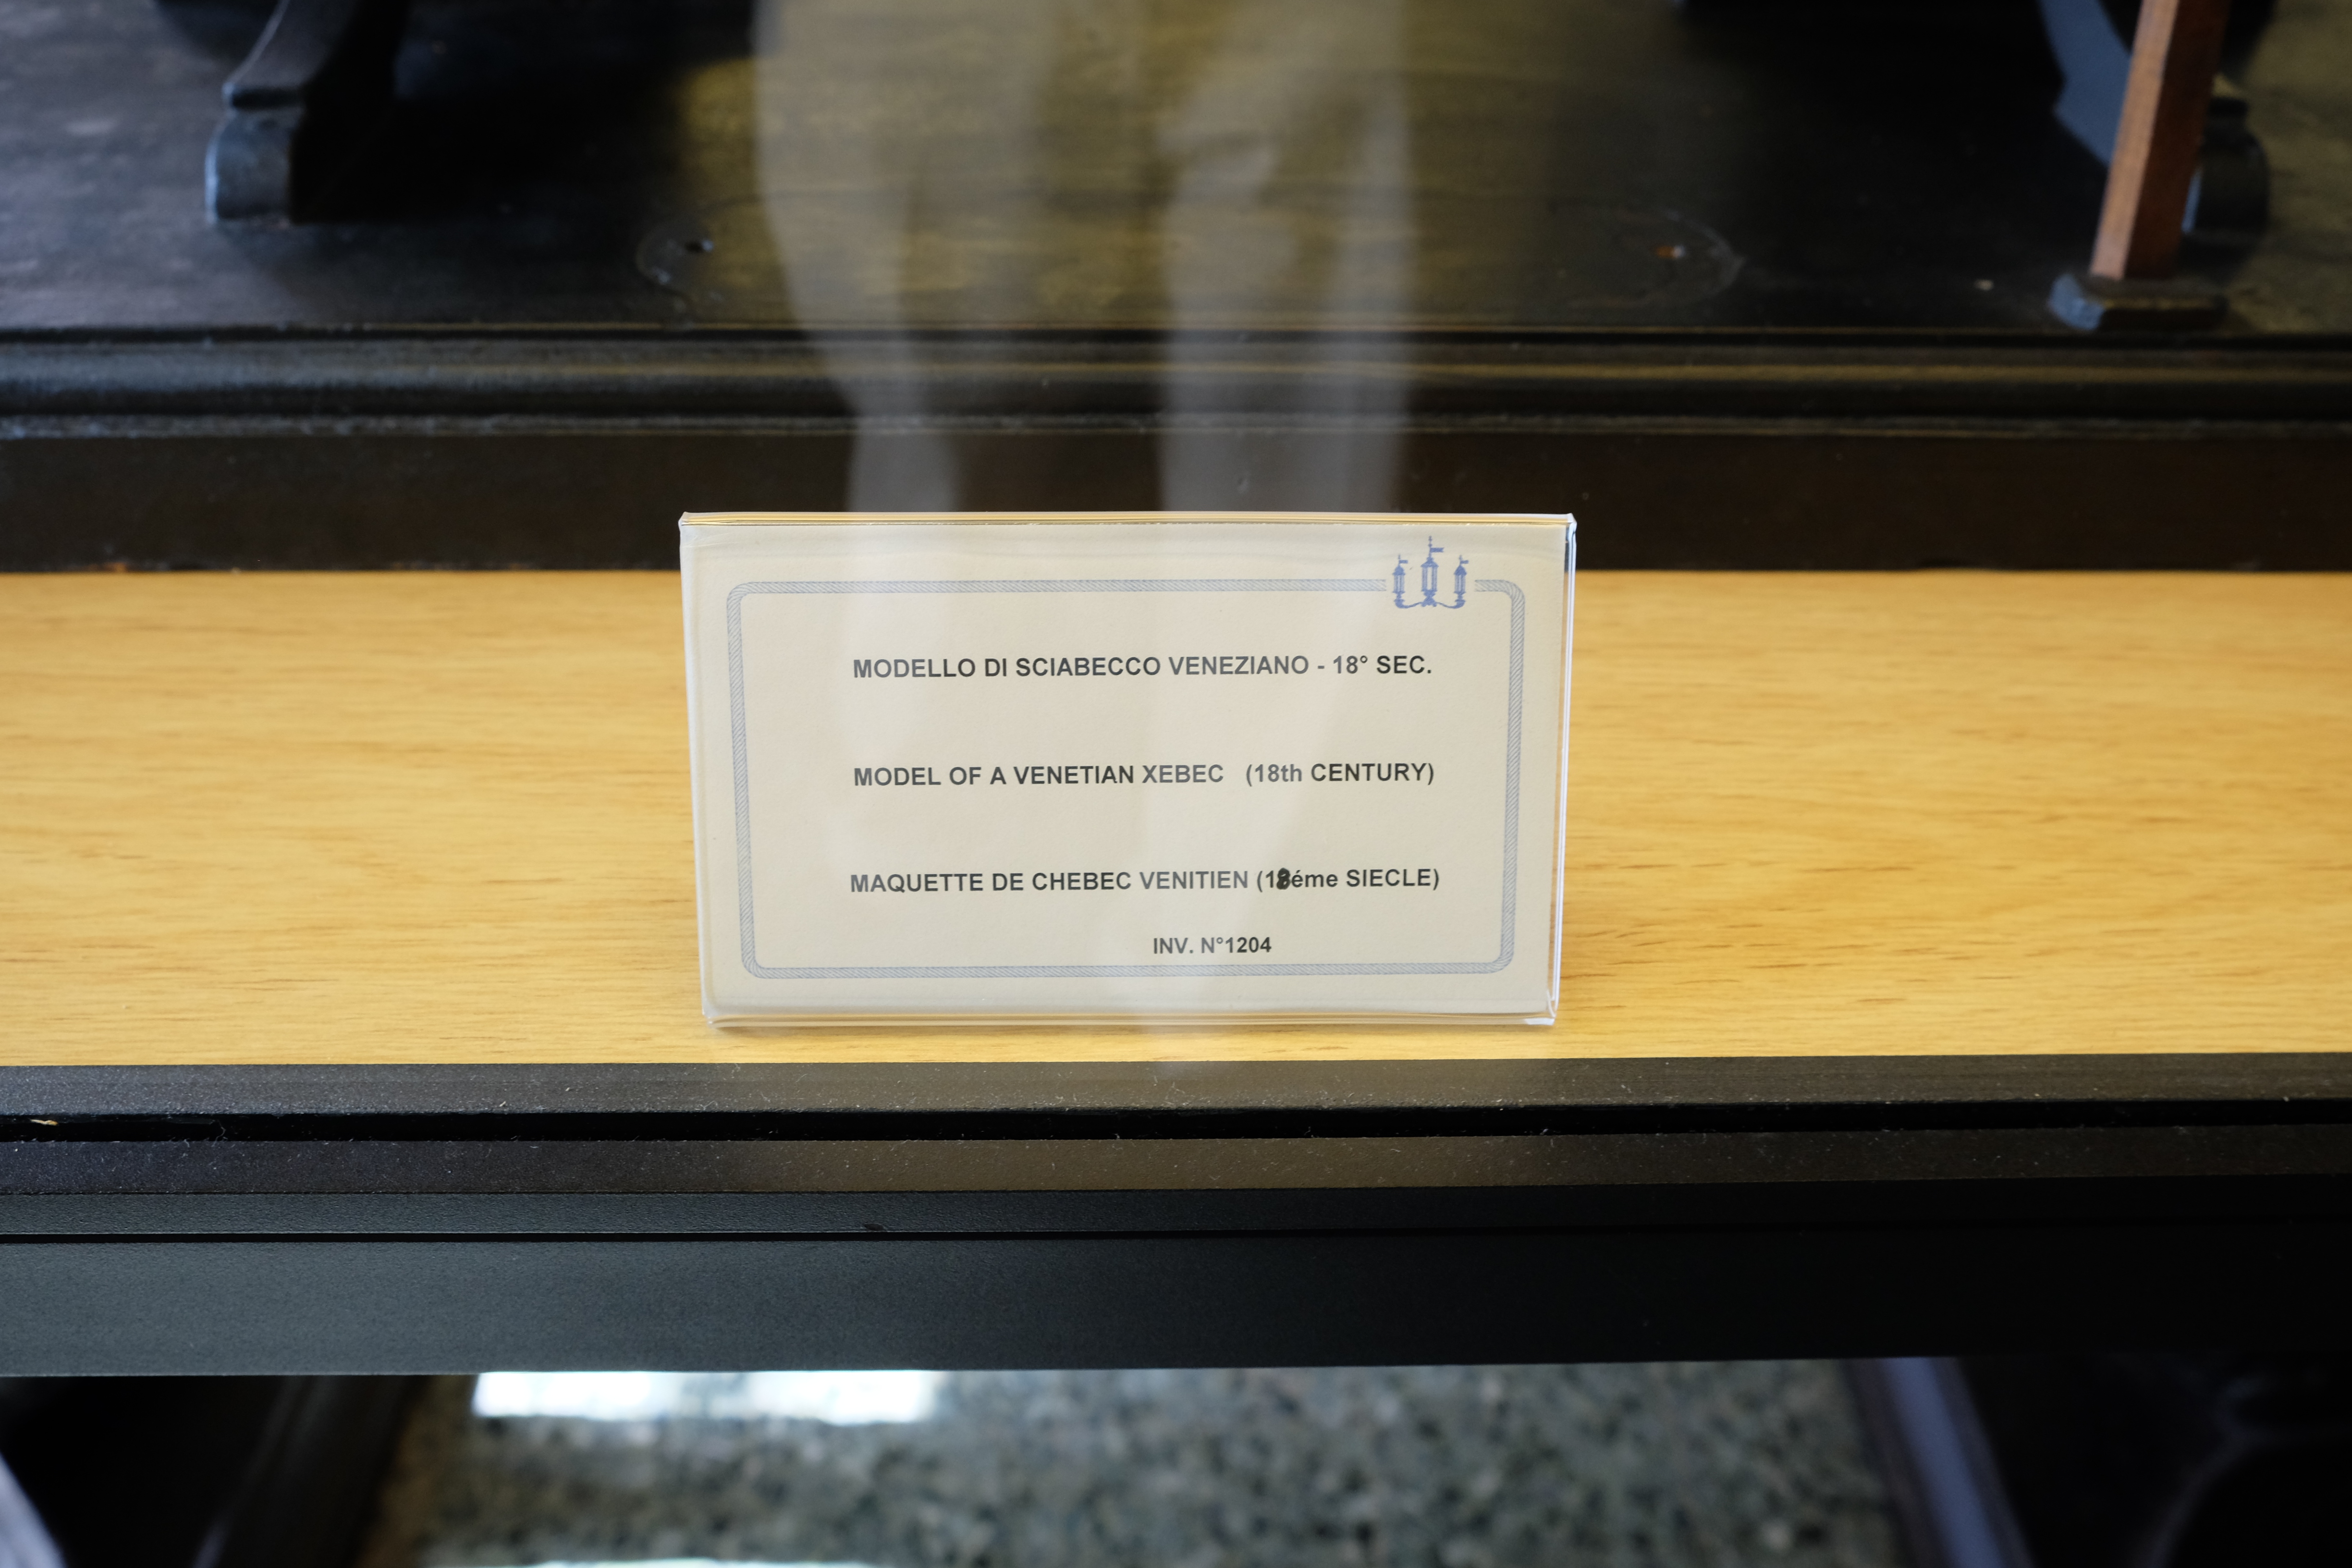 MODELLO DI SCIABECCO VENEZIANO - 18° SEC.
MODEL OF A VENETIAN XEBEC (18th CENTURY)
MAQUETTE DE CHEBEC VENITIEN (18éme SIECLE)
INV. N°1204